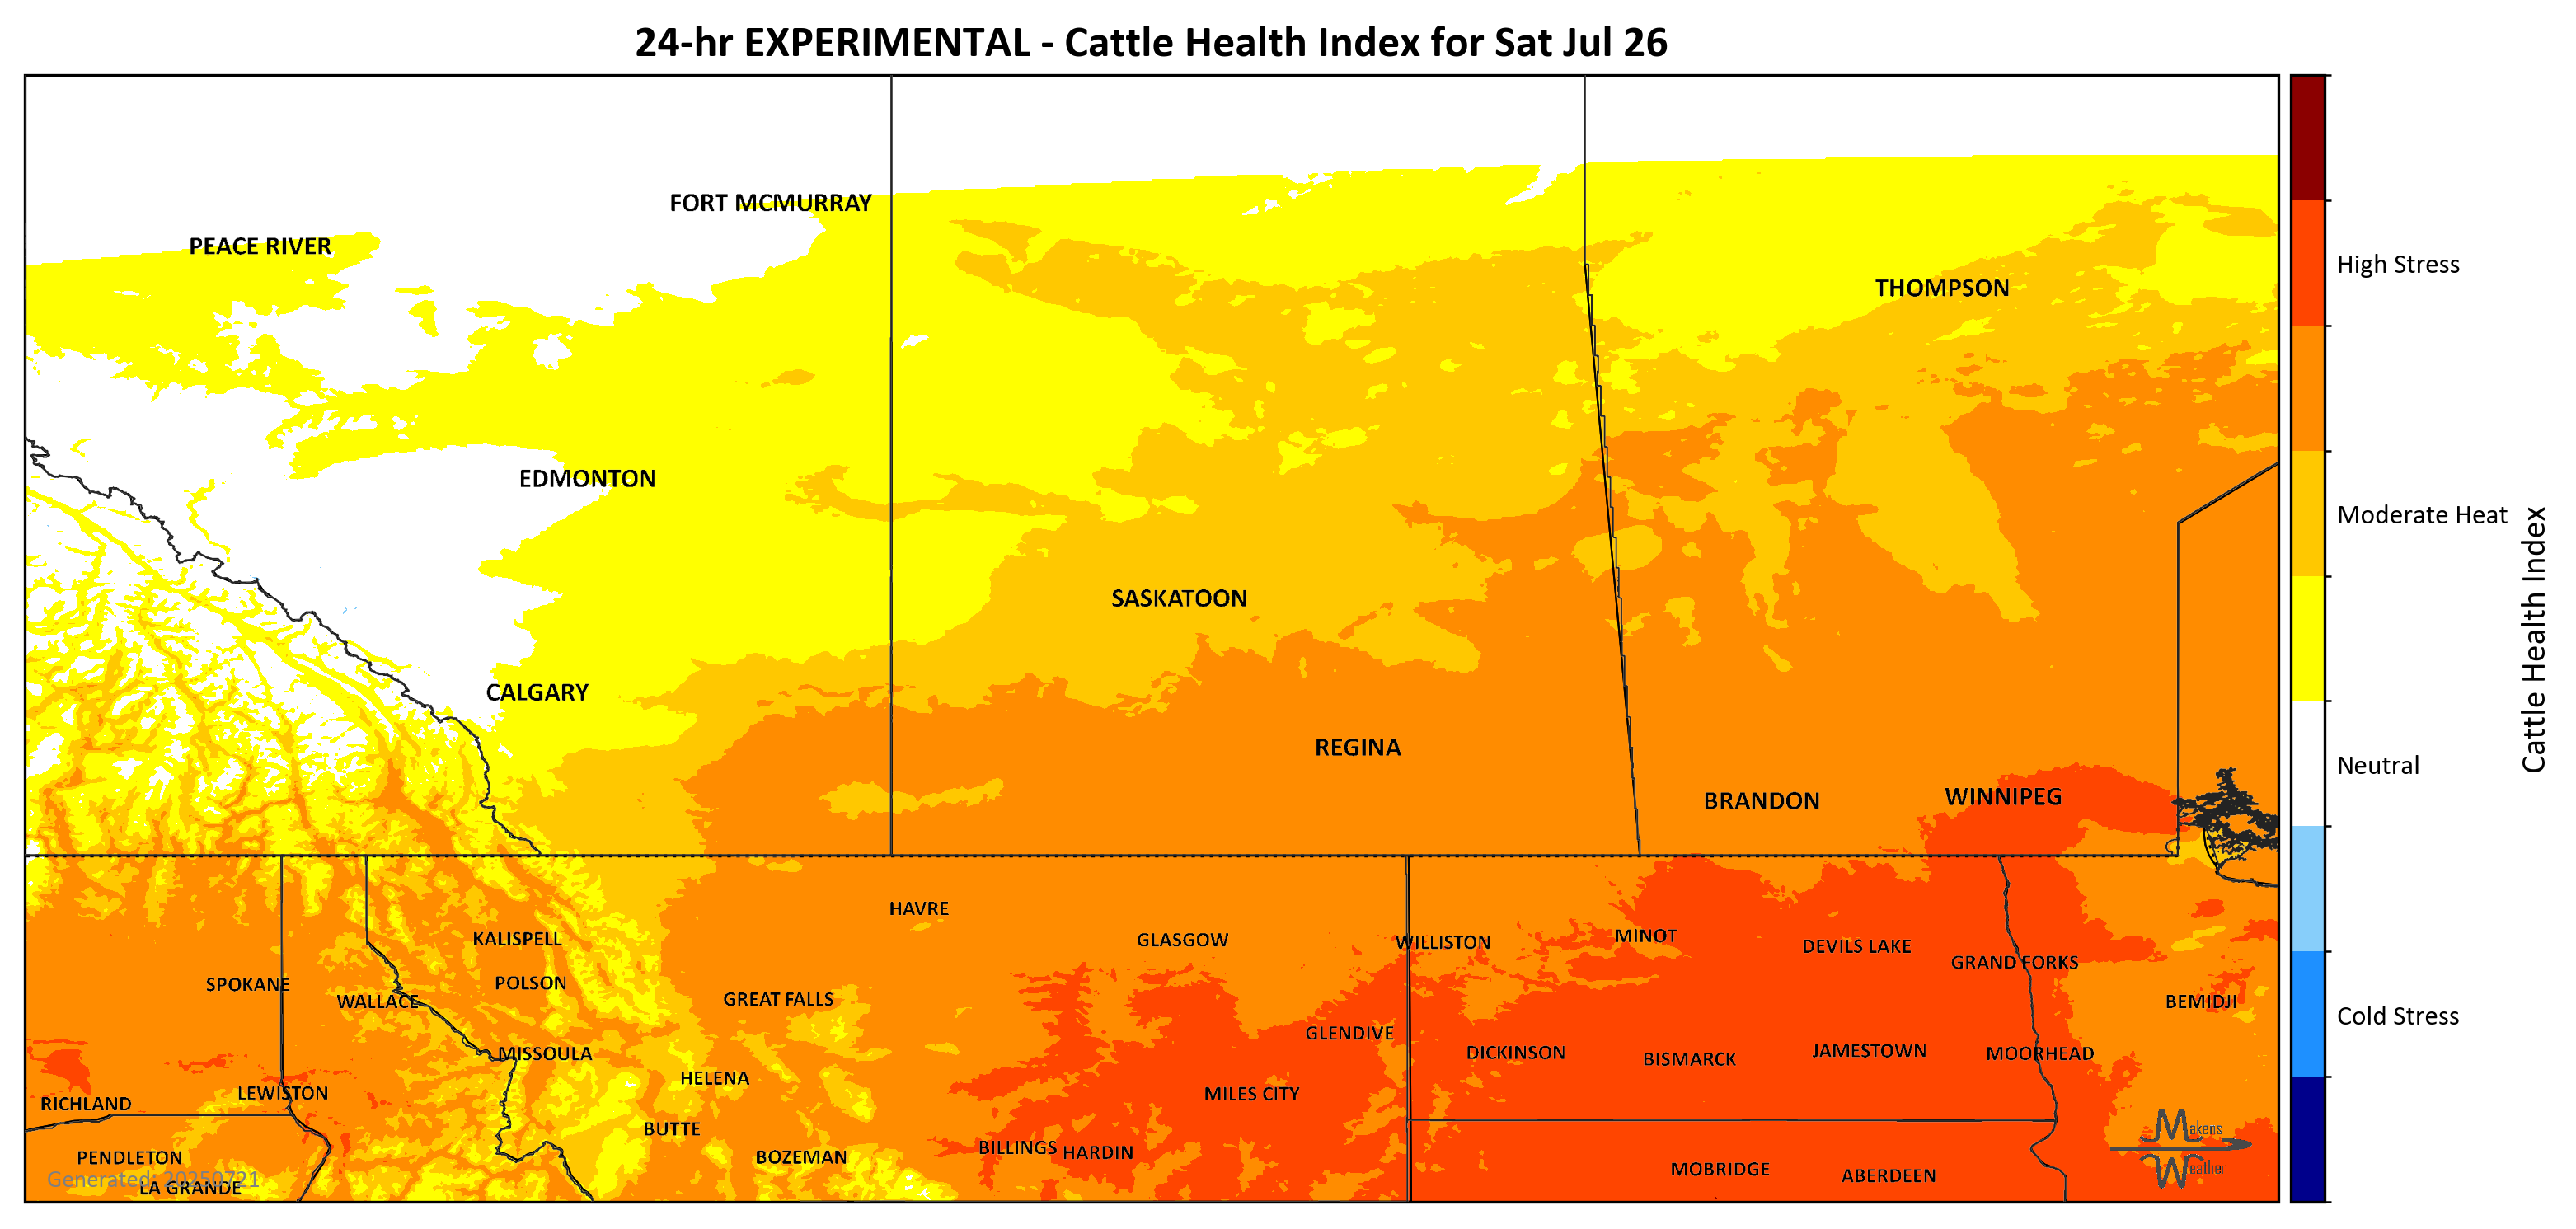 24-hr EXPERIMENTAL - Cattle Health Index for Sat Jul 26
FORT MCMURRAY
PEACE RIVER
THOMPSON
EDMONTON
SASKATOON
CALGARY
REGINA
BRANDON
WINNIPEG
HAVRE
KALISPELL
GLASGOW
WILLISTON
MINOT
DEVILS LAKE
GRAND FORKS
SPOKANE
POLSON
WALLACE
GREAT FALLS
BEMIDJI
GLENDIVE
MISSOULA
DICKINSON
BISMARCK
JAMESTOWN
MOORHEAD
HELENA
LEWISTON
MILES CITY
RICHLAND
BUTTE
BILLINGS
HARDIN
PENDLETON
BOZEMAN
MOBRIDGE
ABERDEEN
Generated: 20250721
LA GRANDE
Makens
Weather
High Stress
Moderate Heat
Neutral
Cold Stress
Cattle Health Index